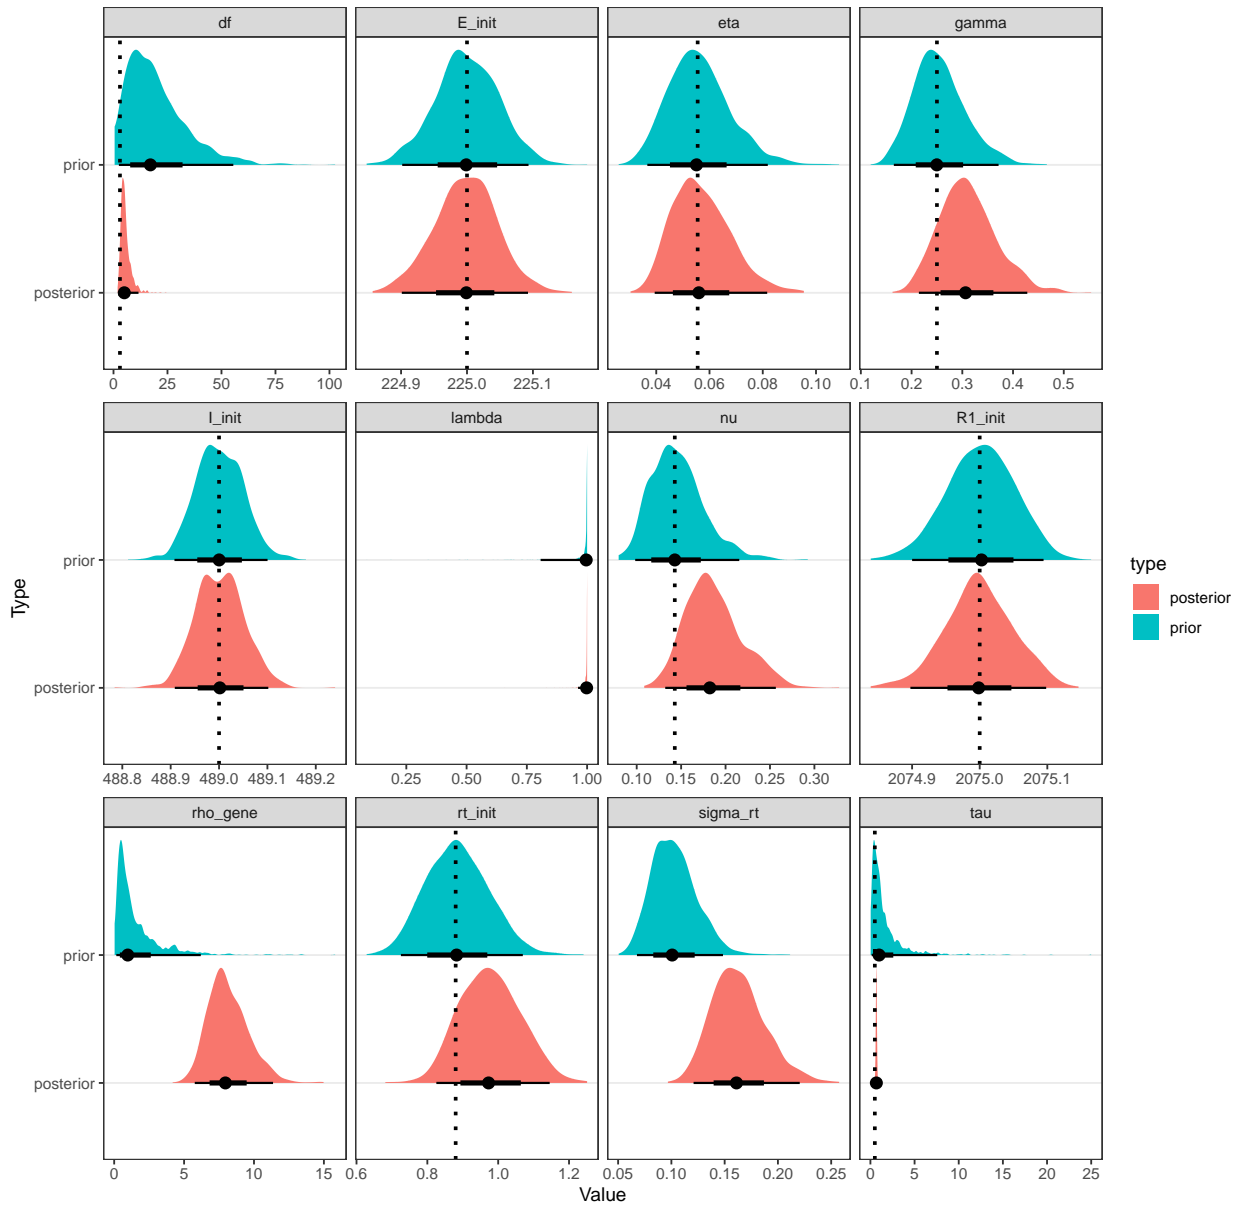 df E_init eta gamma
prior
posterior
0 25 50 75 100 224.9 225.0 225.1 0.04 0.06 0.08 0.10 0.1 0.2 0.3 0.4 0.5
I_init lambda nu R1_init
prior
posterior
488.8 488.9 489.0 489.1 489.2 0.25 0.50 0.75 1.00 0.10 0.15 0.20 0.25 0.30 2074.9 2075.0 2075.1
rho_gene rt_init sigma_rt tau
prior
posterior
0 5 10 15 0.6 0.8 1.0 1.2 0.05 0.10 0.15 0.20 0.25 0 5 10 15 20 25
Value
Type
type
posterior
prior